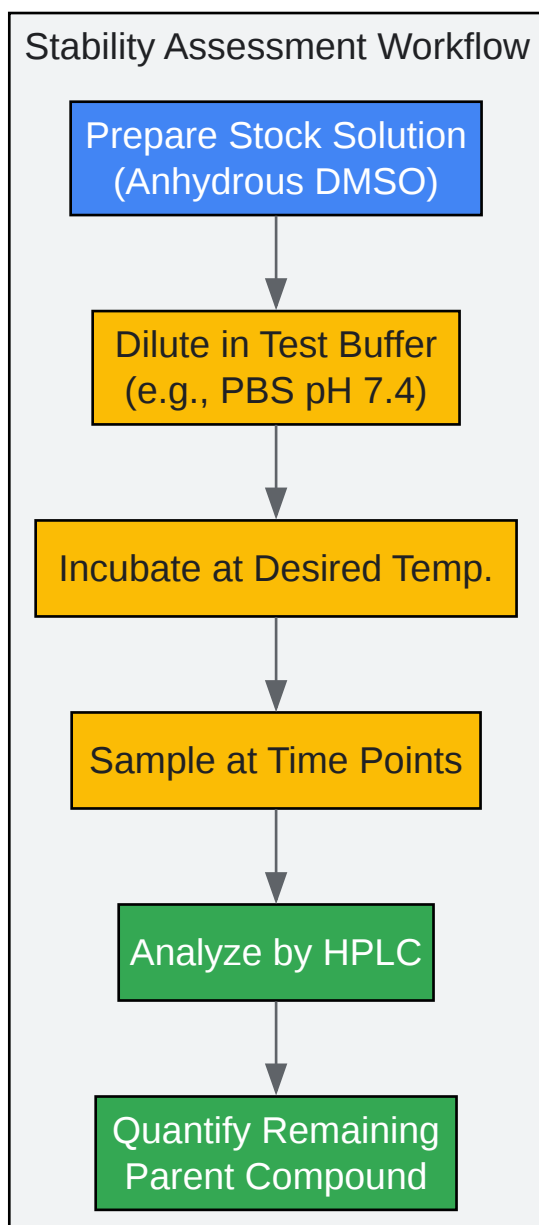 Stability Assessment Workflow
Prepare Stock Solution
(Anhydrous DMSO)
Dilute in Test Buffer
(e.g., PBS pH 7.4)
Incubate at Desired Temp.
Sample at Time Points
Analyze by HPLC
Quantify Remaining
Parent Compound